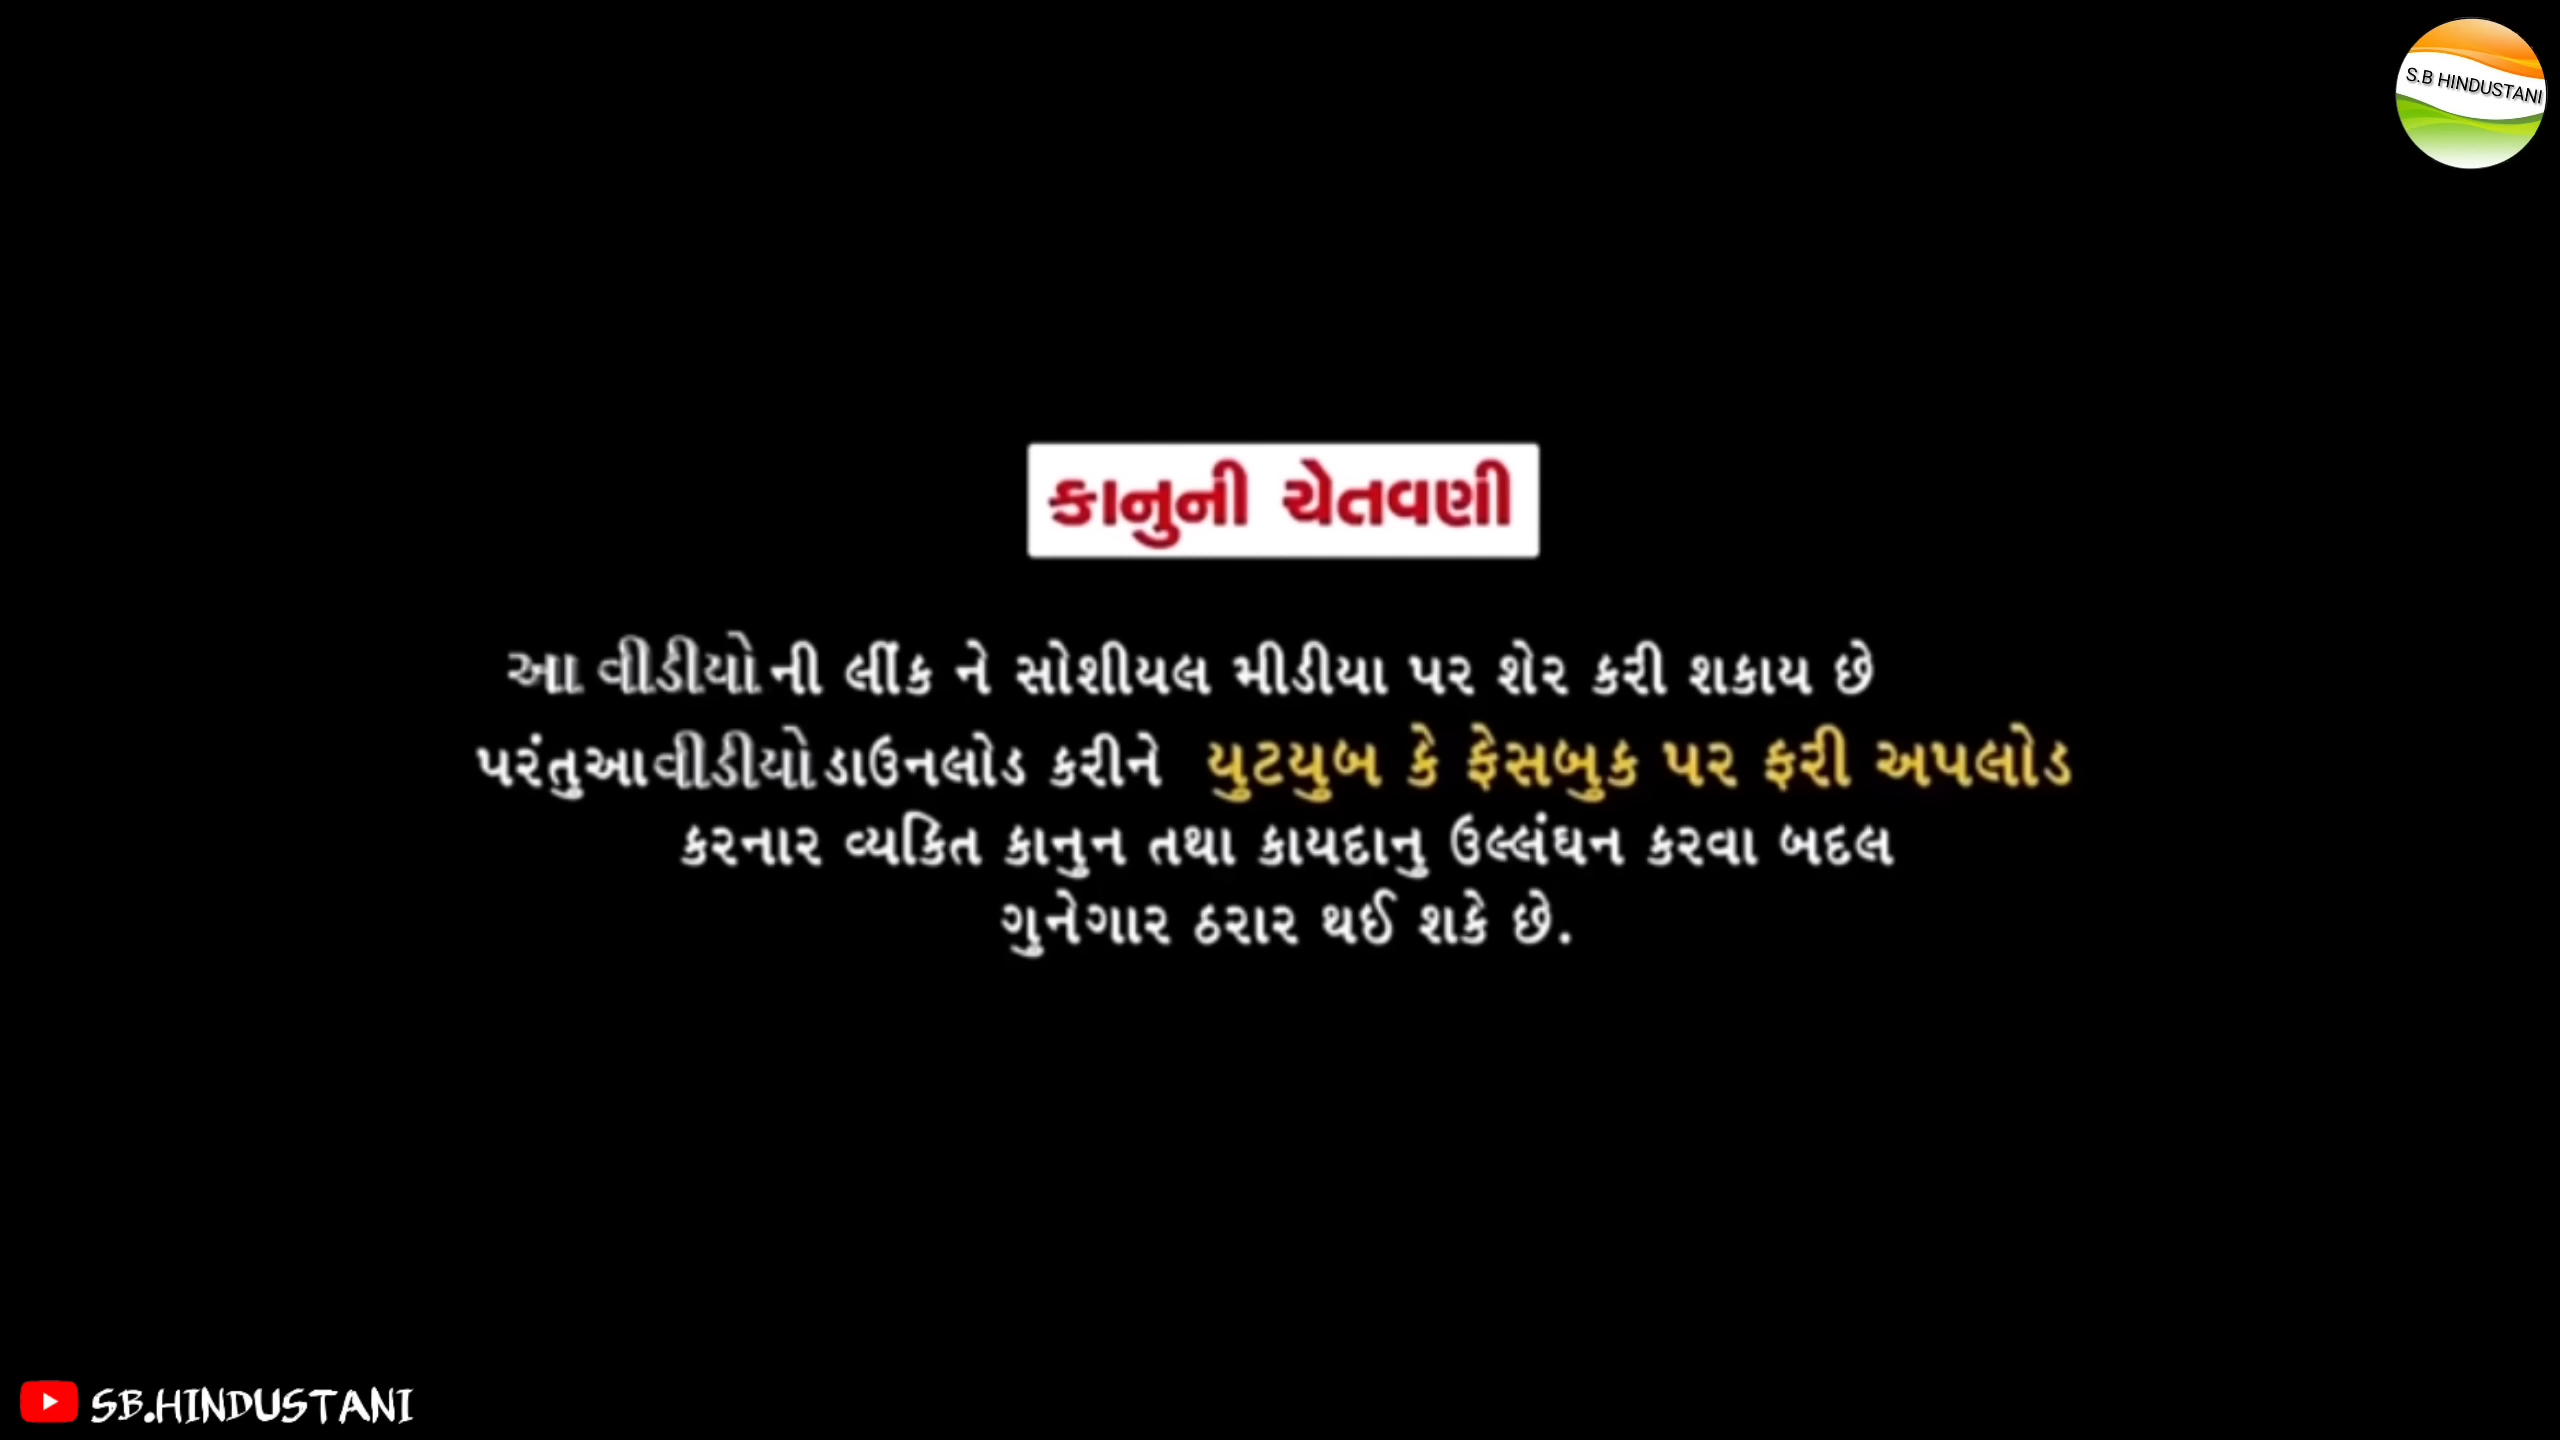 S.B HINDUSTANI
કાનુની ચેતવણી
આ વીડીયો ની લીંક ને સોશીયલ મીડીયા પર શેર કરી શકાય છે
પરંતુઆવીડીયો ડાઉનલોડ કરીને યુટયુબ કે ફેસબુક પર ફરી અપલોડ
કરનાર વ્યકિત કાનુન તથા કાયદાનુ ઉલ્લંઘન કરવા બદલ
ગુનેગાર ઠરાર થઈ શકે છે.
SB.HINDUSTANI